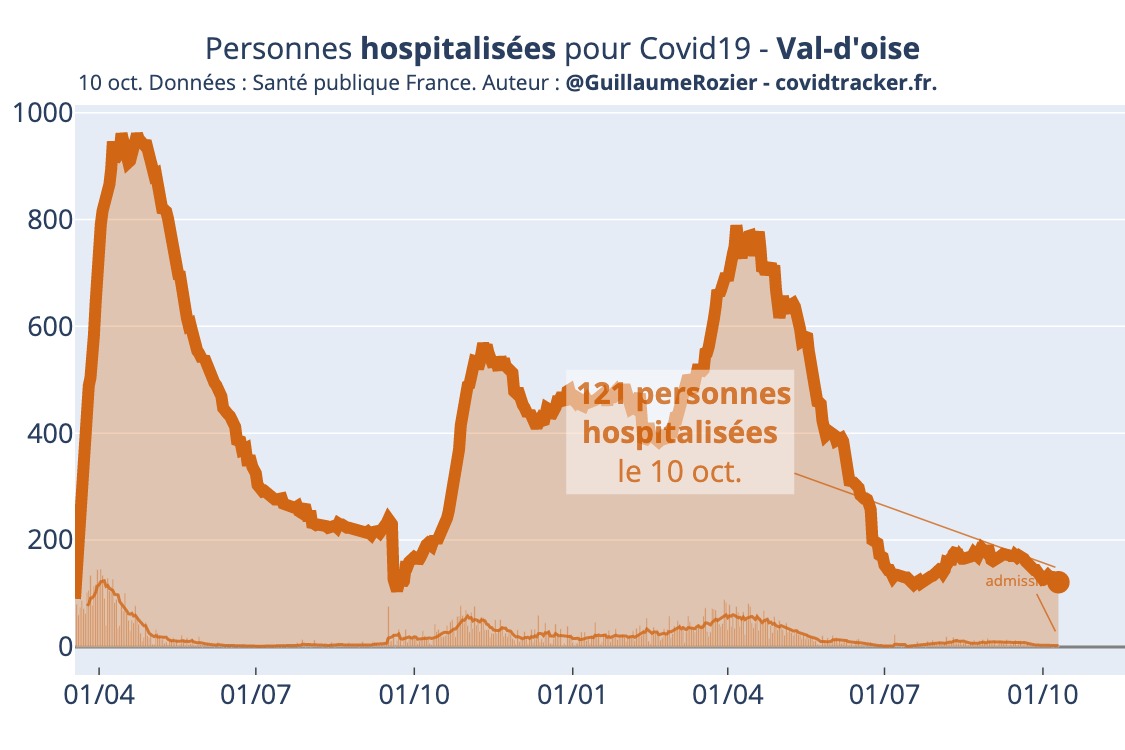 Personnes hospitalisées pour Covid19 - Val-d'oise
10 oct. Données : Santé publique France. Auteur : @GuillaumeRozier - covidtracker.fr.
1000
800
600
400
200
0
121 personnes
hospitalisées
le 10 oct.
01/04 01/07 01/10 01/01 01/04 01/07 01/10